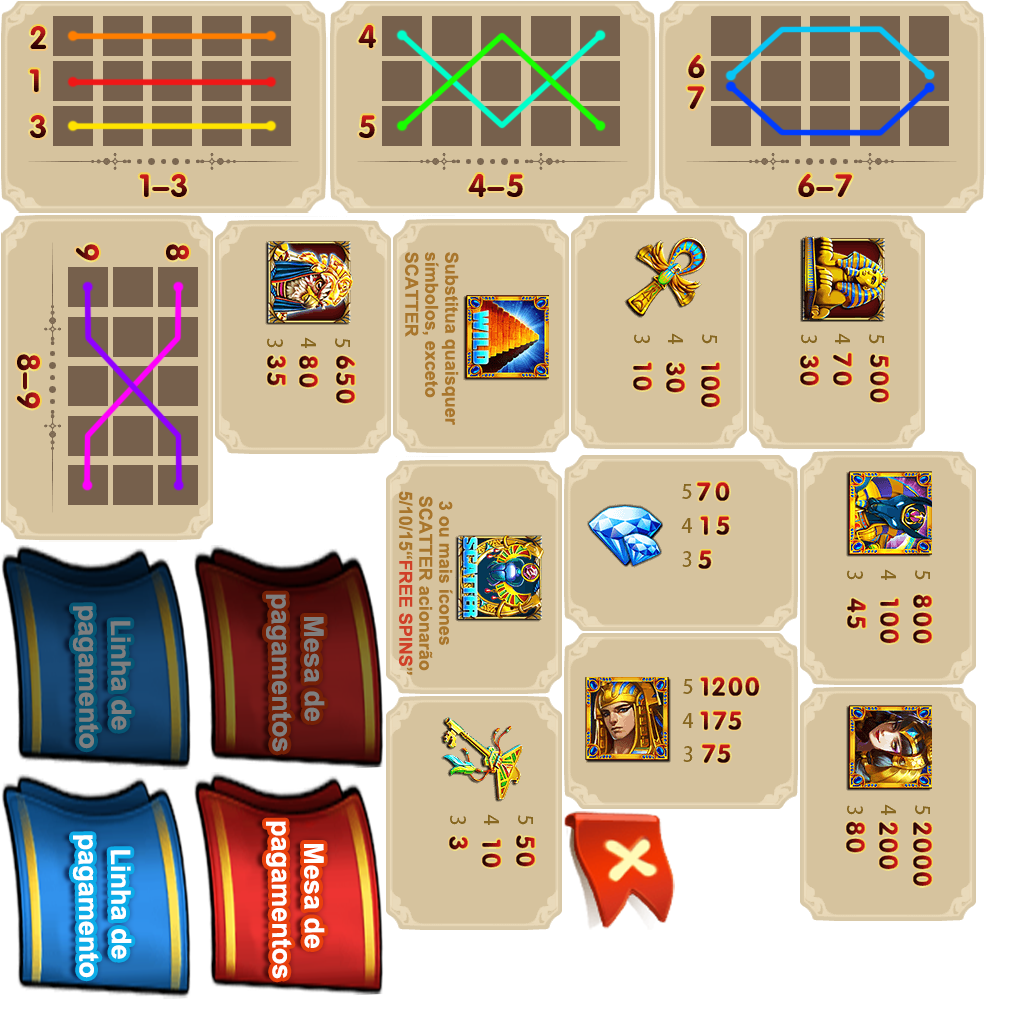 2
1
3
1–3
4
5
4–5
6
7
6–7
8
9
8–9
5 650
4 80
3 35
Substitua quaisquer
símbolos, exceto
SCATTER
WILD
5 100
4 30
3 10
5 500
4 70
3 30
3 ou mais ícones
SCATTER acionarão
5/10/15“FREE SPINS”
SCATTER
5 70
4 15
3 5
5 800
4 100
3 45
5 1200
4 175
3 75
5 50
4 10
3 3
5 2000
4 200
3 80
Linha de
pagamento
Mesa de
pagamentos
Linha de
pagamento
Mesa de
pagamentos